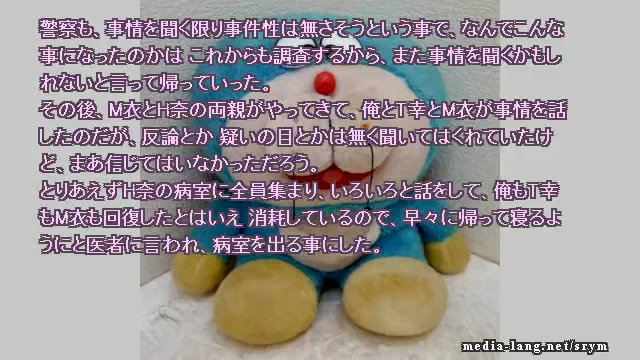 警察も、事情を聞く限り事件性は無さそうという事で、なんでこんな
事になったのかは これからも調査するから、また事情を聞くかもし
れないと言って帰っていった。
その後、M衣とH奈の両親がやってきて、俺とT幸とM衣が事情を話
したのだが、反論とか 疑いの目とかは無く聞いてはくれていたけ
ど、まあ信じてはいなかっただろう。
とりあえずH奈の病室に全員集まり、いろいろと話をして、俺もT幸
もM衣も回復したとはいえ 消耗しているので、早々に帰って寝るよ
うにと医者に言われ、病室を出る事にした。
media-lang.net/srym